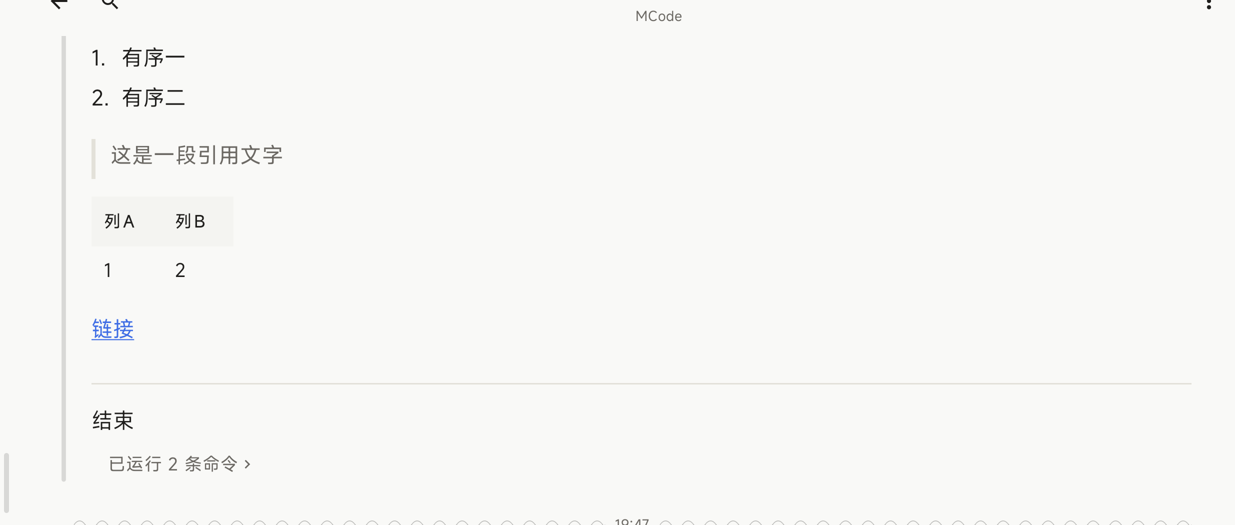 MCode
1. 有序一
2. 有序二
这是一段引用文字
列A 列B
1 2
链接
结束
已运行 2 条命令 >
19:47